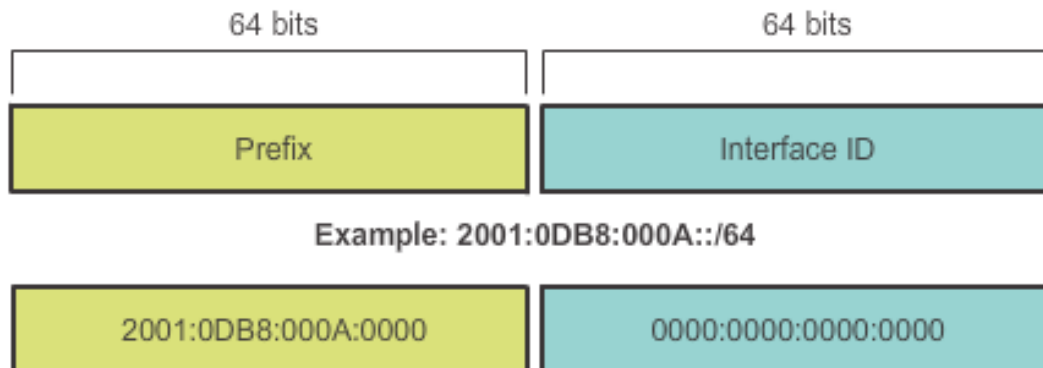 64 bits 64 bits
Prefix Interface ID
Example: 2001:0DB8:000A::/64
2001:0DB8:000A:0000 0000:0000:0000:0000